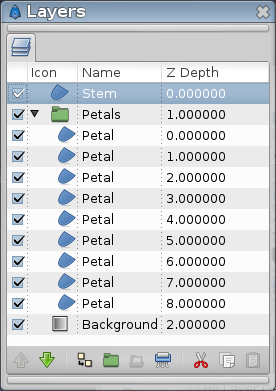 Layers
Icon Name Z Depth
Stem 0.000000
Petals 1.000000
Petal 0.000000
Petal 1.000000
Petal 2.000000
Petal 3.000000
Petal 4.000000
Petal 5.000000
Petal 6.000000
Petal 7.000000
Petal 8.000000
Background 2.000000